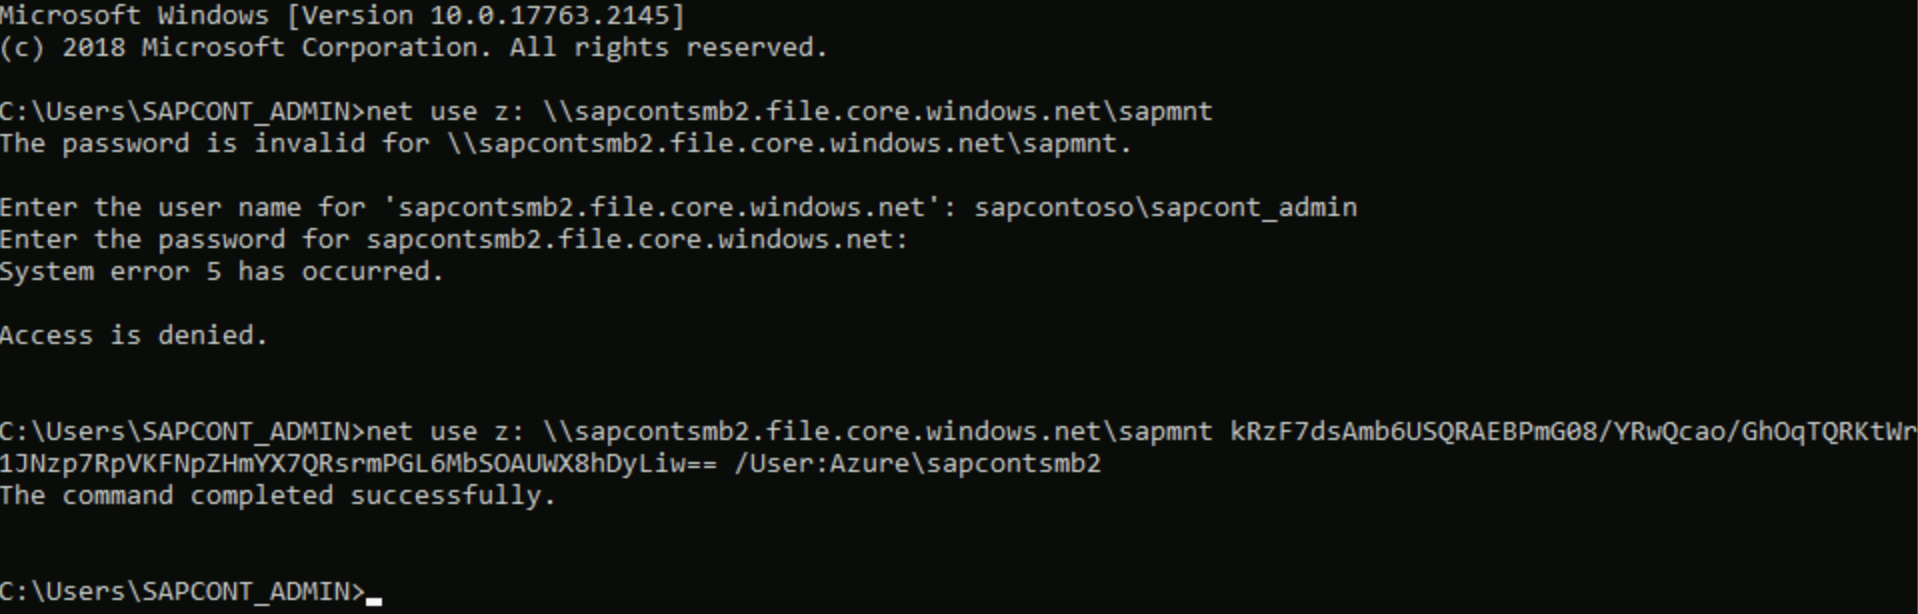 Microsoft Windows [Version 10.0.17763.2145]
(c) 2018 Microsoft Corporation. All rights reserved.
C:\Users\SAPCONT_ADMIN>net use z: \\sapcontsmb2.file.core.windows.net\sapmnt
The password is invalid for \\sapcontsmb2.file.core.windows.net\sapmnt.
Enter the user name for 'sapcontsmb2.file.core.windows.net': sapcontoso\sapcont_admin
Enter the password for sapcontsmb2.file.core.windows.net:
System error 5 has occurred.
Access is denied.
C:\Users\SAPCONT_ADMIN>net use z: \\sapcontsmb2.file.core.windows.net\sapmnt kRzF7dsAmb6USQRAEBPmG08/YRwQcao/GhOqTQRKtWr
1JNzp7RpVKFNpZHmYX7QRsrmPGL6MbSOAUWX8hDyLiw== /User:Azure\sapcontsmb2
The command completed successfully.
C:\Users\SAPCONT_ADMIN>